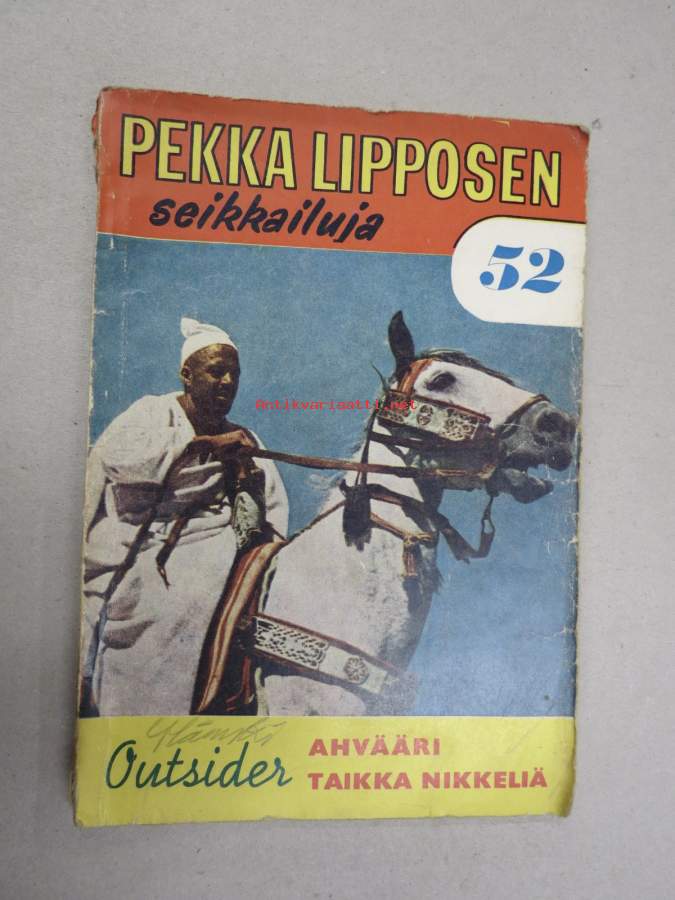 PEKKA LIPPOSEN
seikkailuja
52
Antikvariaatti.net
Outsider
AHVÄÄRI
TAIKKA NIKKELIÄ